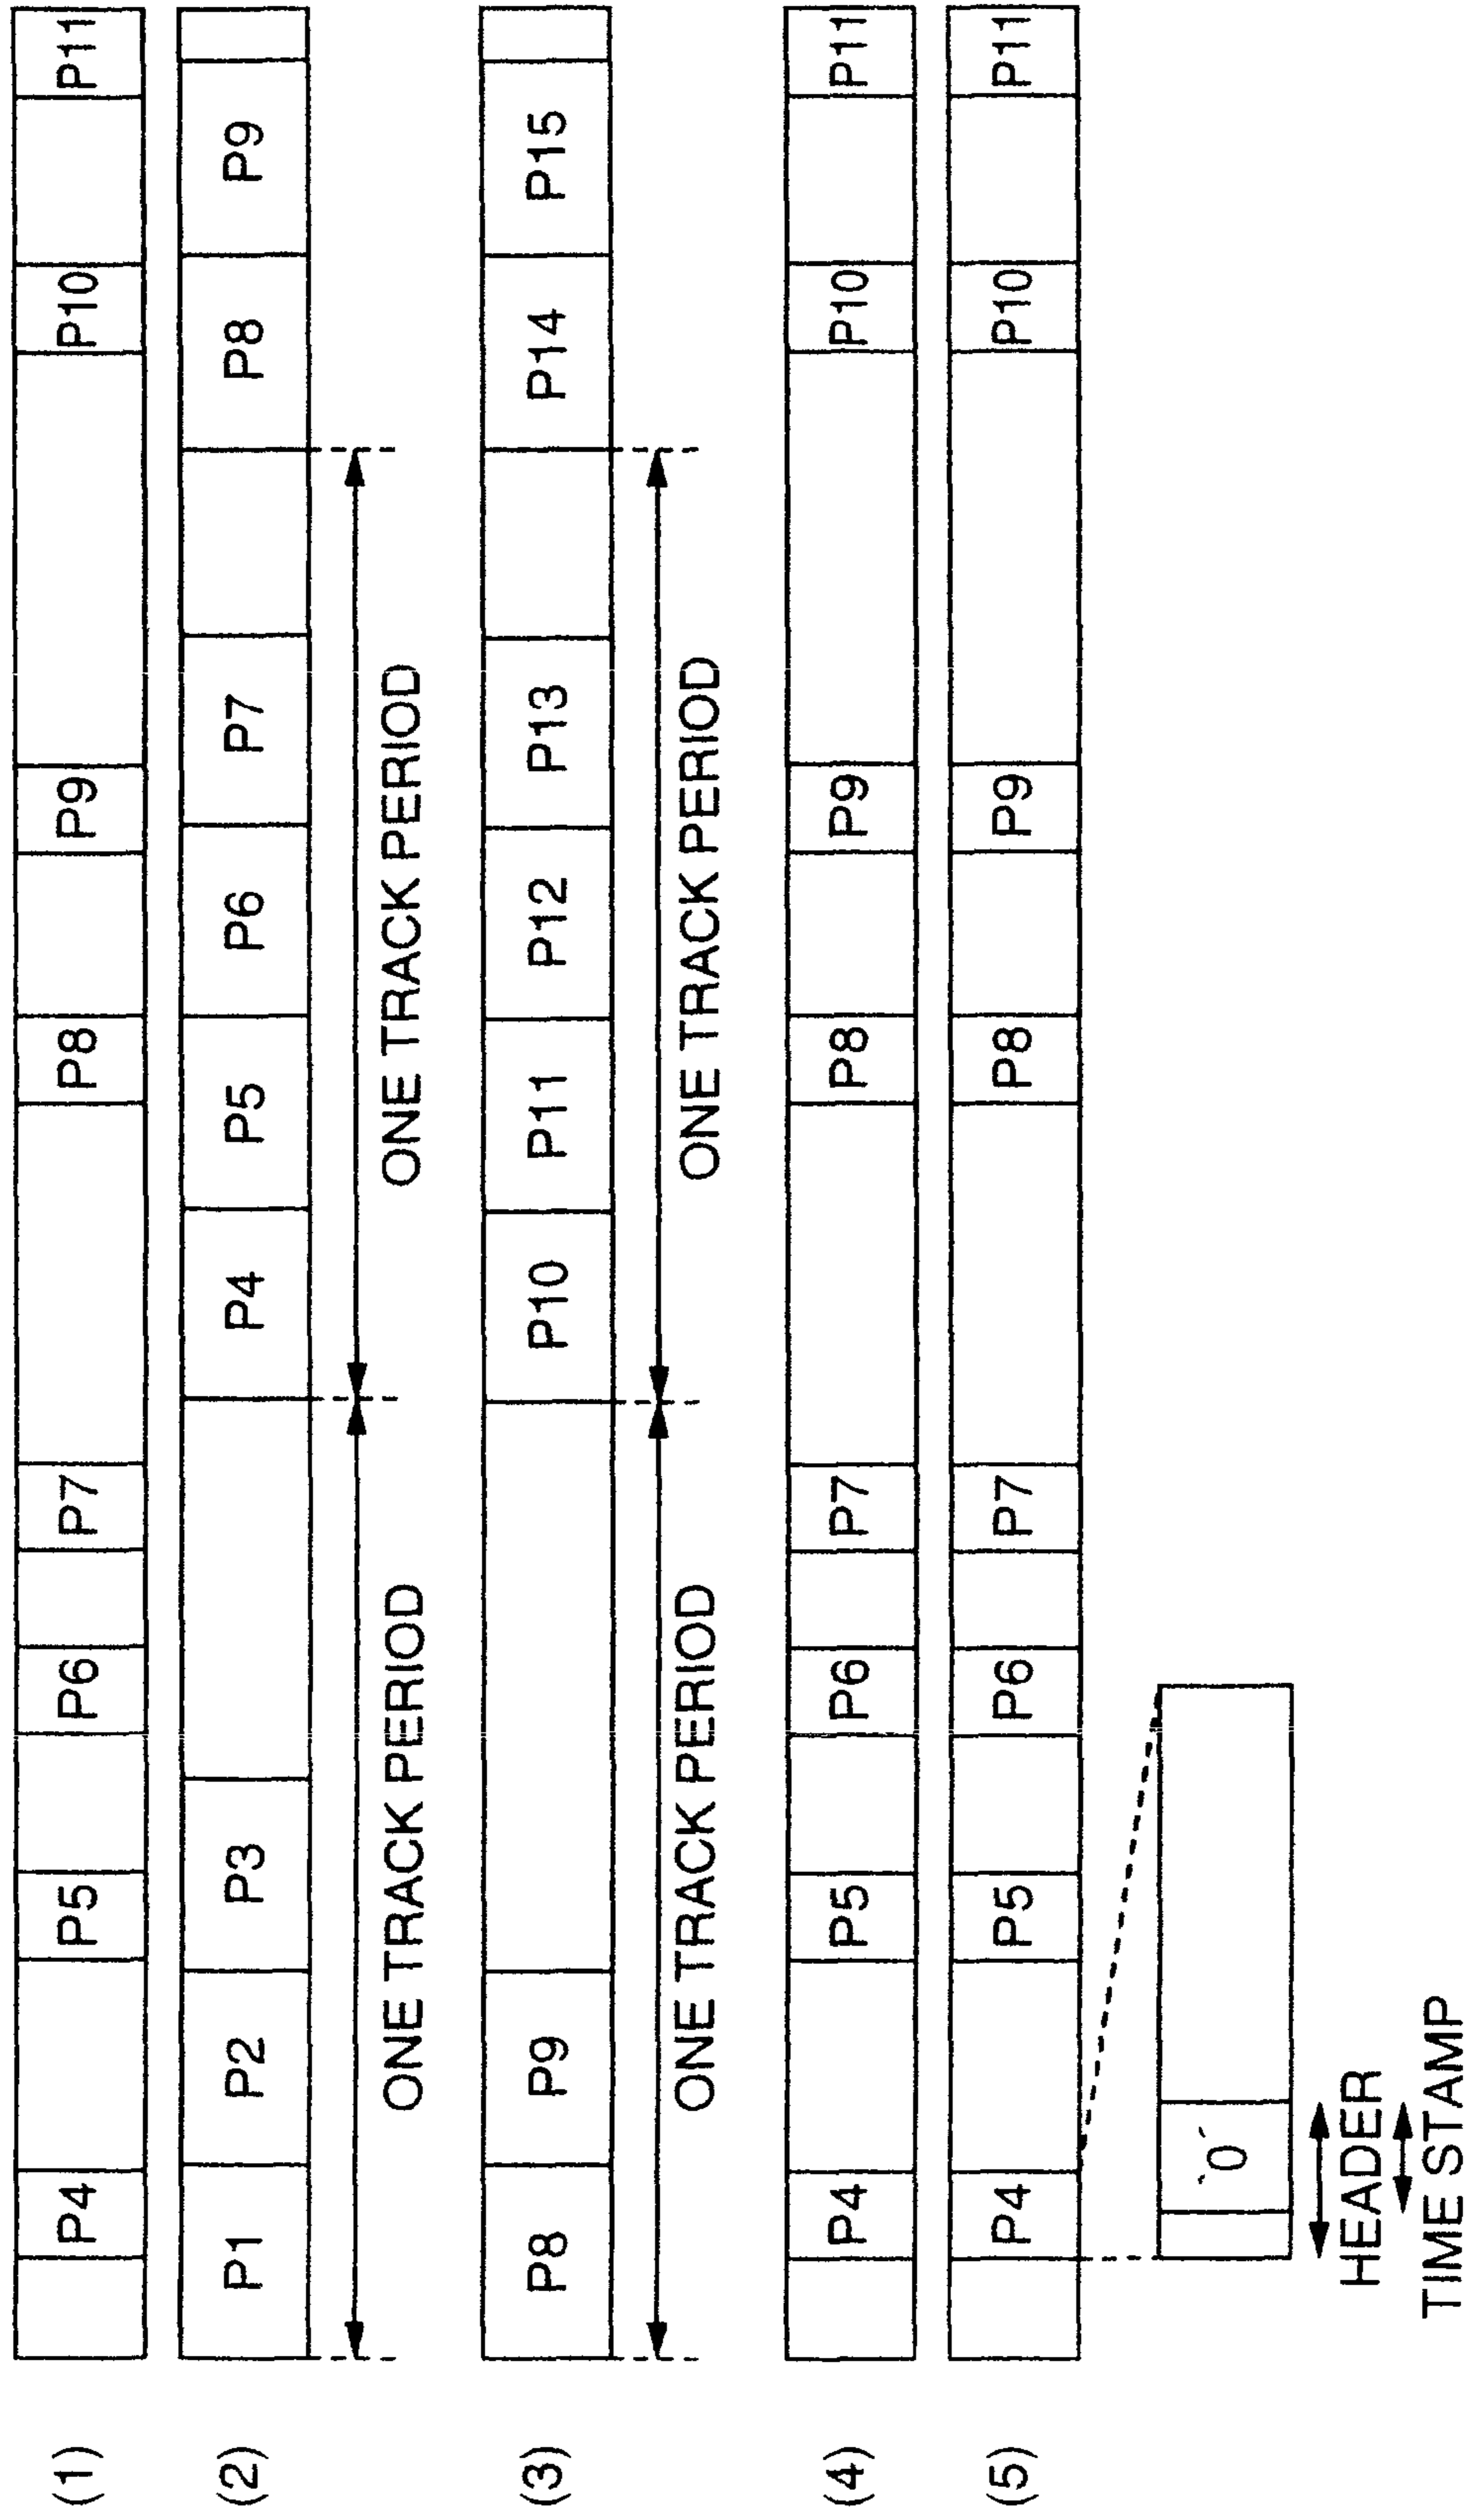 (1) P4 P5 P6 P7 P8 P9 P10 P11
(2) P1 P2 P3 P4 P5 P6 P7 P8 P9
ONE TRACK PERIOD ONE TRACK PERIOD
(3) P8 P9 P10 P11 P12 P13 P14 P15
ONE TRACK PERIOD ONE TRACK PERIOD
(4) P4 P5 P6 P7 P8 P9 P10 P11
(5) P4 P5 P6 P7 P8 P9 P10 P11
‵0′
HEADER
TIME STAMP